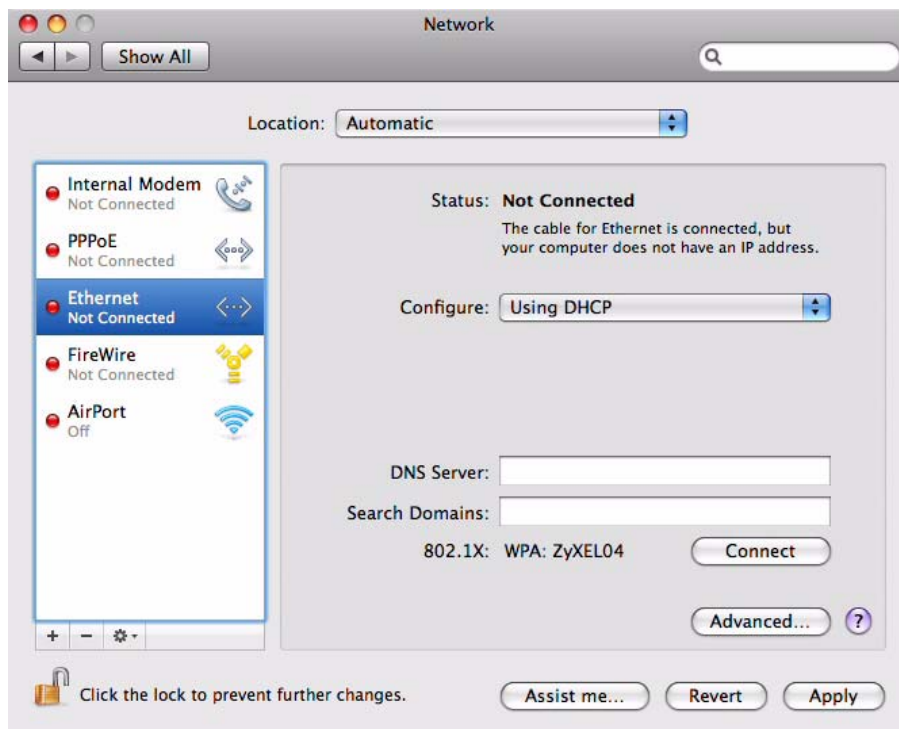 Network
Show All
Location: Automatic
Internal Modem
Not Connected
PPPoE
Not Connected
Ethernet
Not Connected
FireWire
Not Connected
AirPort
Off
Status: Not Connected
The cable for Ethernet is connected, but
your computer does not have an IP address.
Configure: Using DHCP
DNS Server:
Search Domains:
802.1X: WPA: ZyXEL04 Connect
Advanced... ?
Click the lock to prevent further changes.
Assist me... Revert Apply